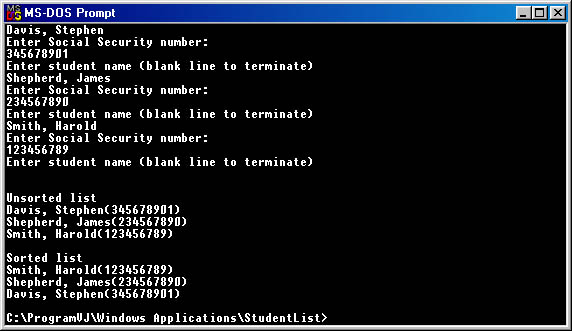 MS-DOS Prompt
Davis, Stephen
Enter Social Security number:
345678901
Enter student name (blank line to terminate)
Shepherd, James
Enter Social Security number:
234567890
Enter student name (blank line to terminate)
Smith, Harold
Enter Social Security number:
123456789
Enter student name (blank line to terminate)
Unsorted list
Davis, Stephen(345678901)
Shepherd, James(234567890)
Smith, Harold(123456789)
Sorted list
Smith, Harold(123456789)
Shepherd, James(234567890)
Davis, Stephen(345678901)
C:\ProgramVJ\Windows Applications\StudentList>